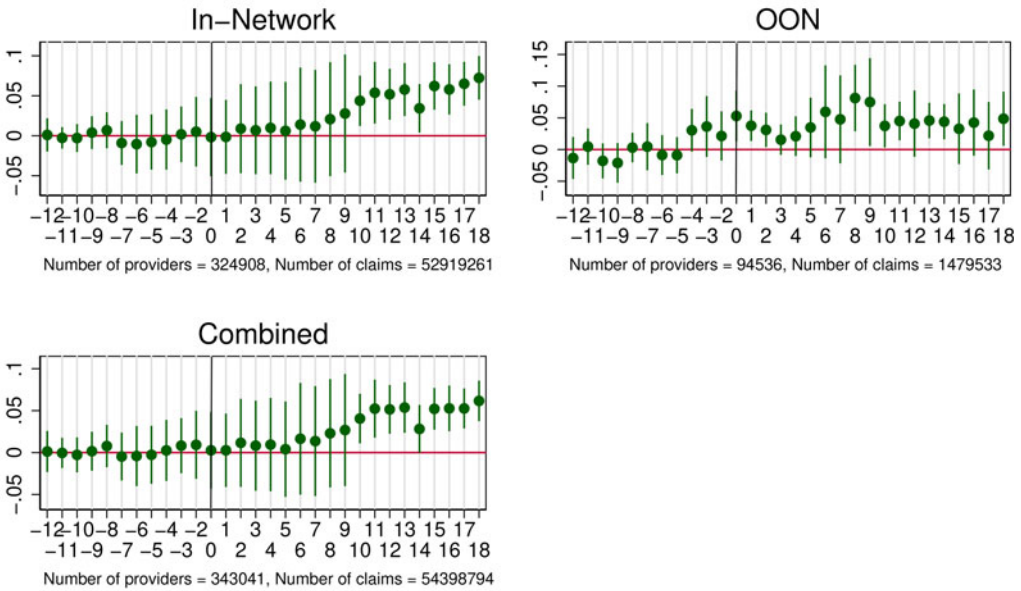 In-Network
.1
.05
0
-.05
-12 -10 -8 -6 -4 -2 1 3 5 7 9 11 13 15 17
-11 -9 -7 -5 -3 0 2 4 6 8 10 12 14 16 18
Number of providers = 324908, Number of claims = 52919261
OON
.15
.1
.05
0
-.05
-12 -10 -8 -6 -4 -2 1 3 5 7 9 11 13 15 17
-11 -9 -7 -5 -3 0 2 4 6 8 10 12 14 16 18
Number of providers = 94536, Number of claims = 1479533
Combined
.1
.05
0
-.05
-12 -10 -8 -6 -4 -2 1 3 5 7 9 11 13 15 17
-11 -9 -7 -5 -3 0 2 4 6 8 10 12 14 16 18
Number of providers = 343041, Number of claims = 54398794